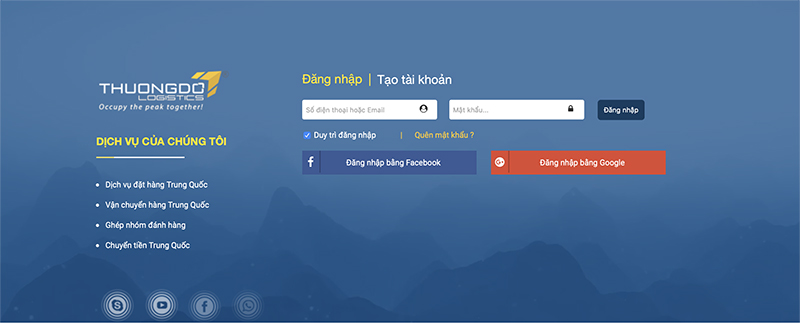 THUONGDO
LOGISTICS
Occupy the peak together!
DỊCH VỤ CỦA CHÚNG TÔI
Dịch vụ đặt hàng Trung Quốc
Vận chuyển hàng Trung Quốc
Ghép nhóm đánh hàng
Chuyển tiền Trung Quốc
Đăng nhập | Tạo tài khoản
Số điện thoại hoặc Email
Mật khẩu...
Đăng nhập
Duy trì đăng nhập | Quên mật khẩu ?
Đăng nhập bằng Facebook
Đăng nhập bằng Google